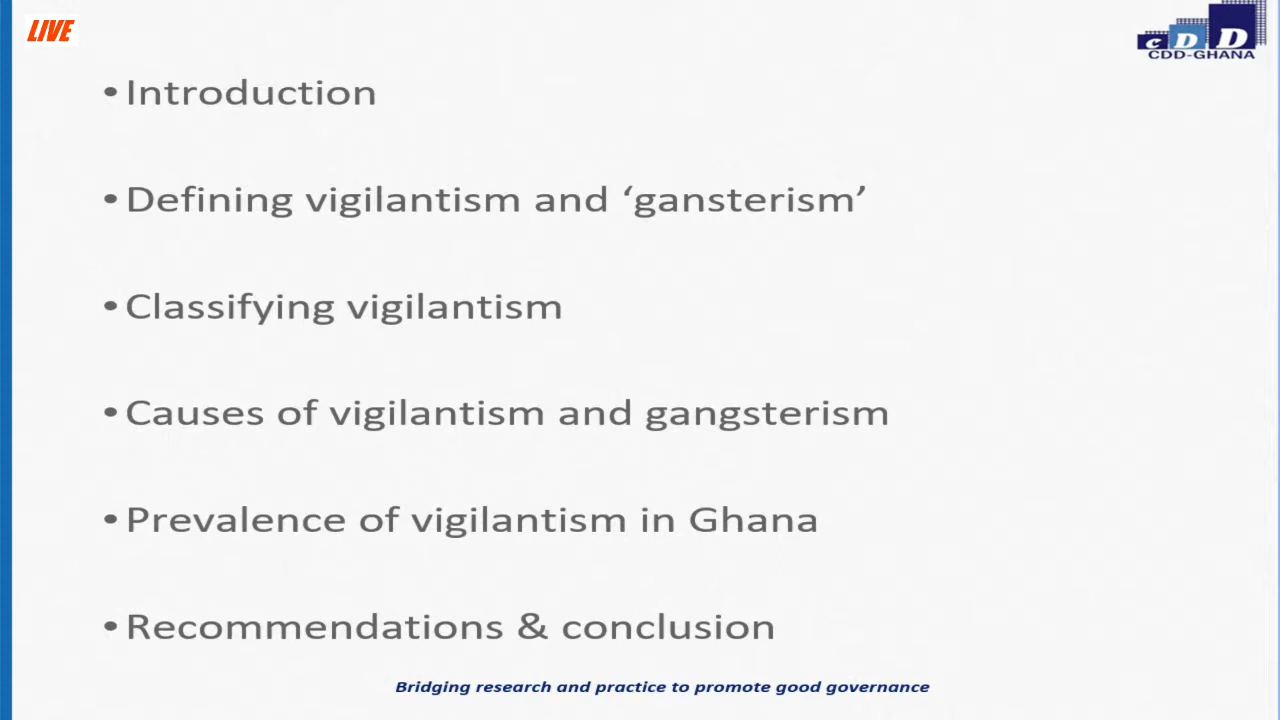 LIVE
CDD
CDD-GHANA
• Introduction
• Defining vigilantism and ‘gansterism’
• Classifying vigilantism
• Causes of vigilantism and gangsterism
• Prevalence of vigilantism in Ghana
• Recommendations & conclusion
Bridging research and practice to promote good governance